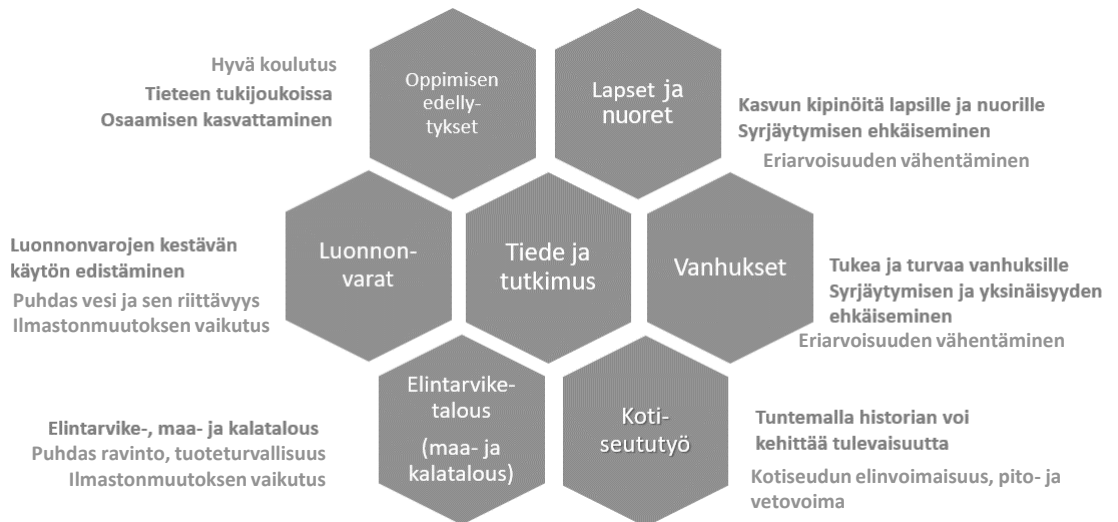 Hyvä koulutus
Tieteen tukijoukoissa
Osaamisen kasvattaminen
Oppimisen
edelly-
tykset
Lapset ja
nuoret
Kasvun kipinöitä lapsille ja nuorille
Syrjäytymisen ehkäiseminen
Eriarvoisuuden vähentäminen
Luonnonvarojen kestävän
käytön edistäminen
Puhdas vesi ja sen riittävyys
Ilmastonmuutoksen vaikutus
Luonnon-
varat
Tiede ja
tutkimus
Vanhukset
Tukea ja turvaa vanhuksille
Syrjäytymisen ja yksinäisyyden
ehkäiseminen
Eriarvoisuuden vähentäminen
Elintarvike-, maa- ja kalatalous
Puhdas ravinto, tuoteturvallisuus
Ilmastonmuutoksen vaikutus
Elintarvike-
talous
(maa- ja
kalatalous)
Koti-
seututyö
Tuntemalla historian voi
kehittää tulevaisuutta
Kotiseudun elinvoimaisuus, pito- ja
vetovoima